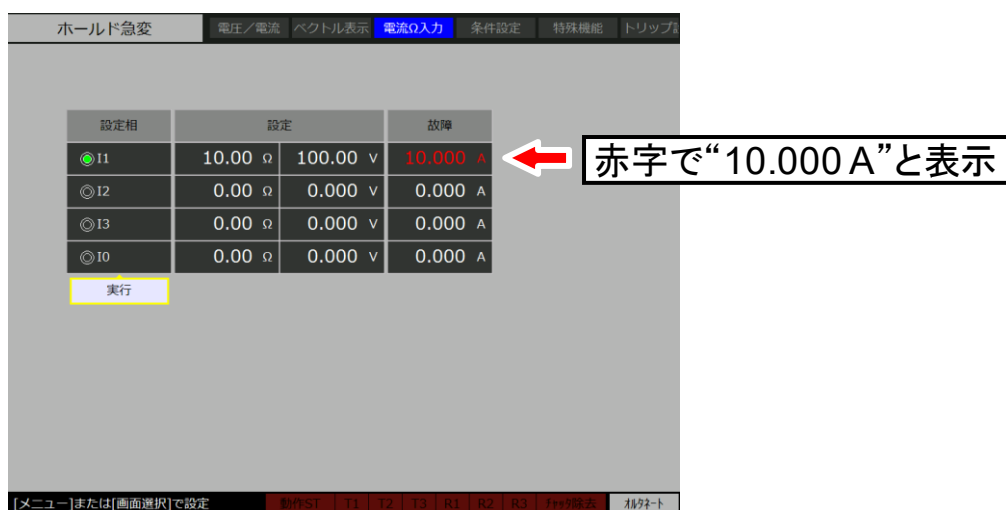 ホールド急変 電圧／電流 ベクトル表示 電流Ω入力 条件設定 特殊機能 トリップ
設定相 設定 故障
I1 10.00 Ω 100.00 V 10.000 A
赤字で“10.000 A”と表示
I2 0.00 Ω 0.000 V 0.000 A
I3 0.00 Ω 0.000 V 0.000 A
I0 0.00 Ω 0.000 V 0.000 A
実行
[メニュー]または[画面選択]で設定 動作ST T1 T2 T3 R1 R2 R3 ﾁｬｯﾀ除去 ｵﾙﾀﾈｰﾄ